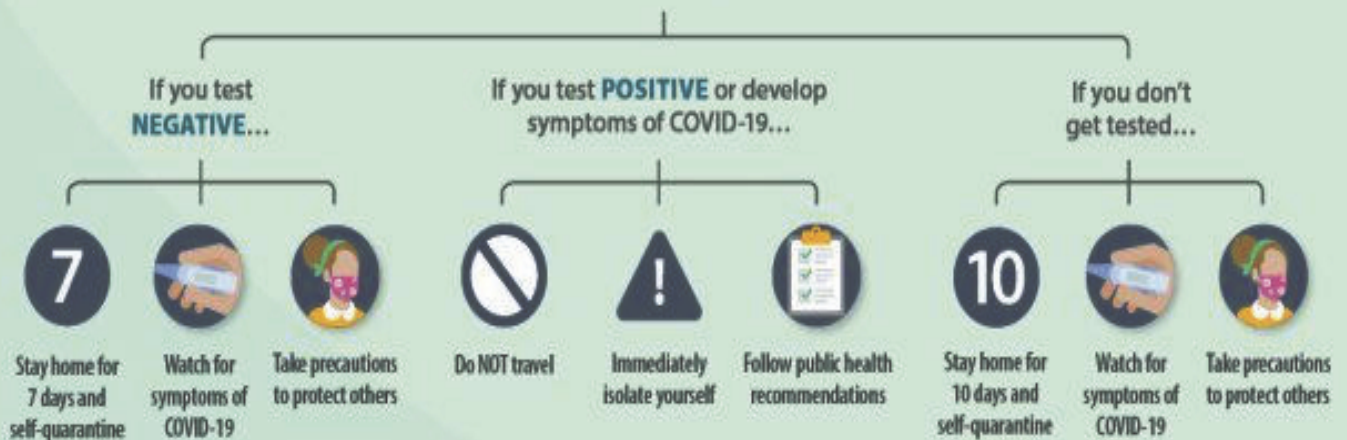 If you test
NEGATIVE...
7
Stay home for
7 days and
self-quarantine
Watch for
symptoms of
COVID-19
Take precautions
to protect others
If you test POSITIVE or develop
symptoms of COVID-19...
!
Do NOT travel
Immediately
isolate yourself
Follow public health
recommendations
If you don't
get tested...
10
Stay home for
10 days and
self-quarantine
Watch for
symptoms of
COVID-19
Take precautions
to protect others